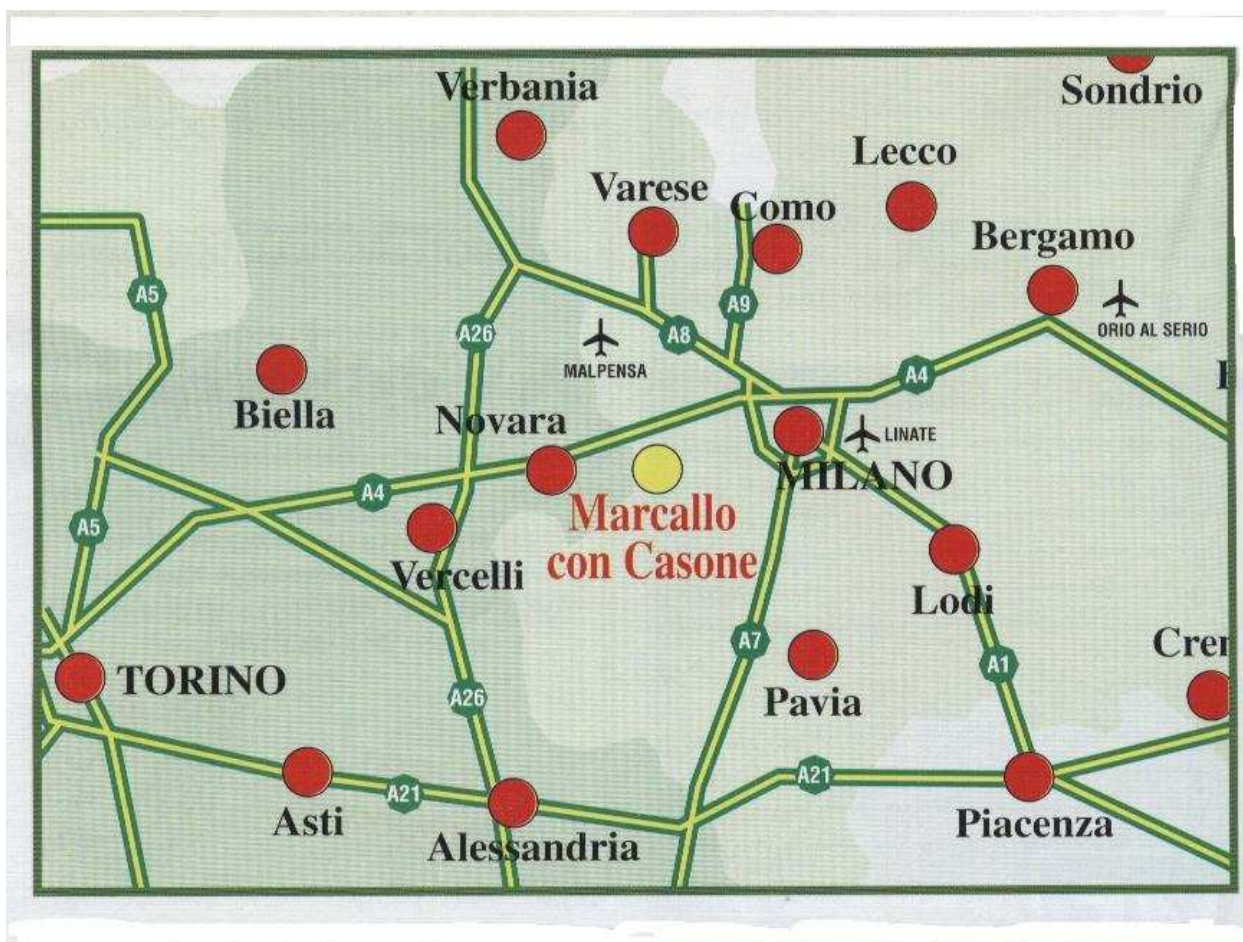 Verbania
Sondrio
Lecco
Varese
Como
Bergamo
A5
A9
ORIO AL SERIO
A26
A8
MALPENSA
A4
Biella
Novara
LINATE
MILANO
A4
Marcallo
con Casone
A5
Vercelli
Lodi
A7
Cre
A1
TORINO
A26
Pavia
A21
A21
Asti
Piacenza
Alessandria